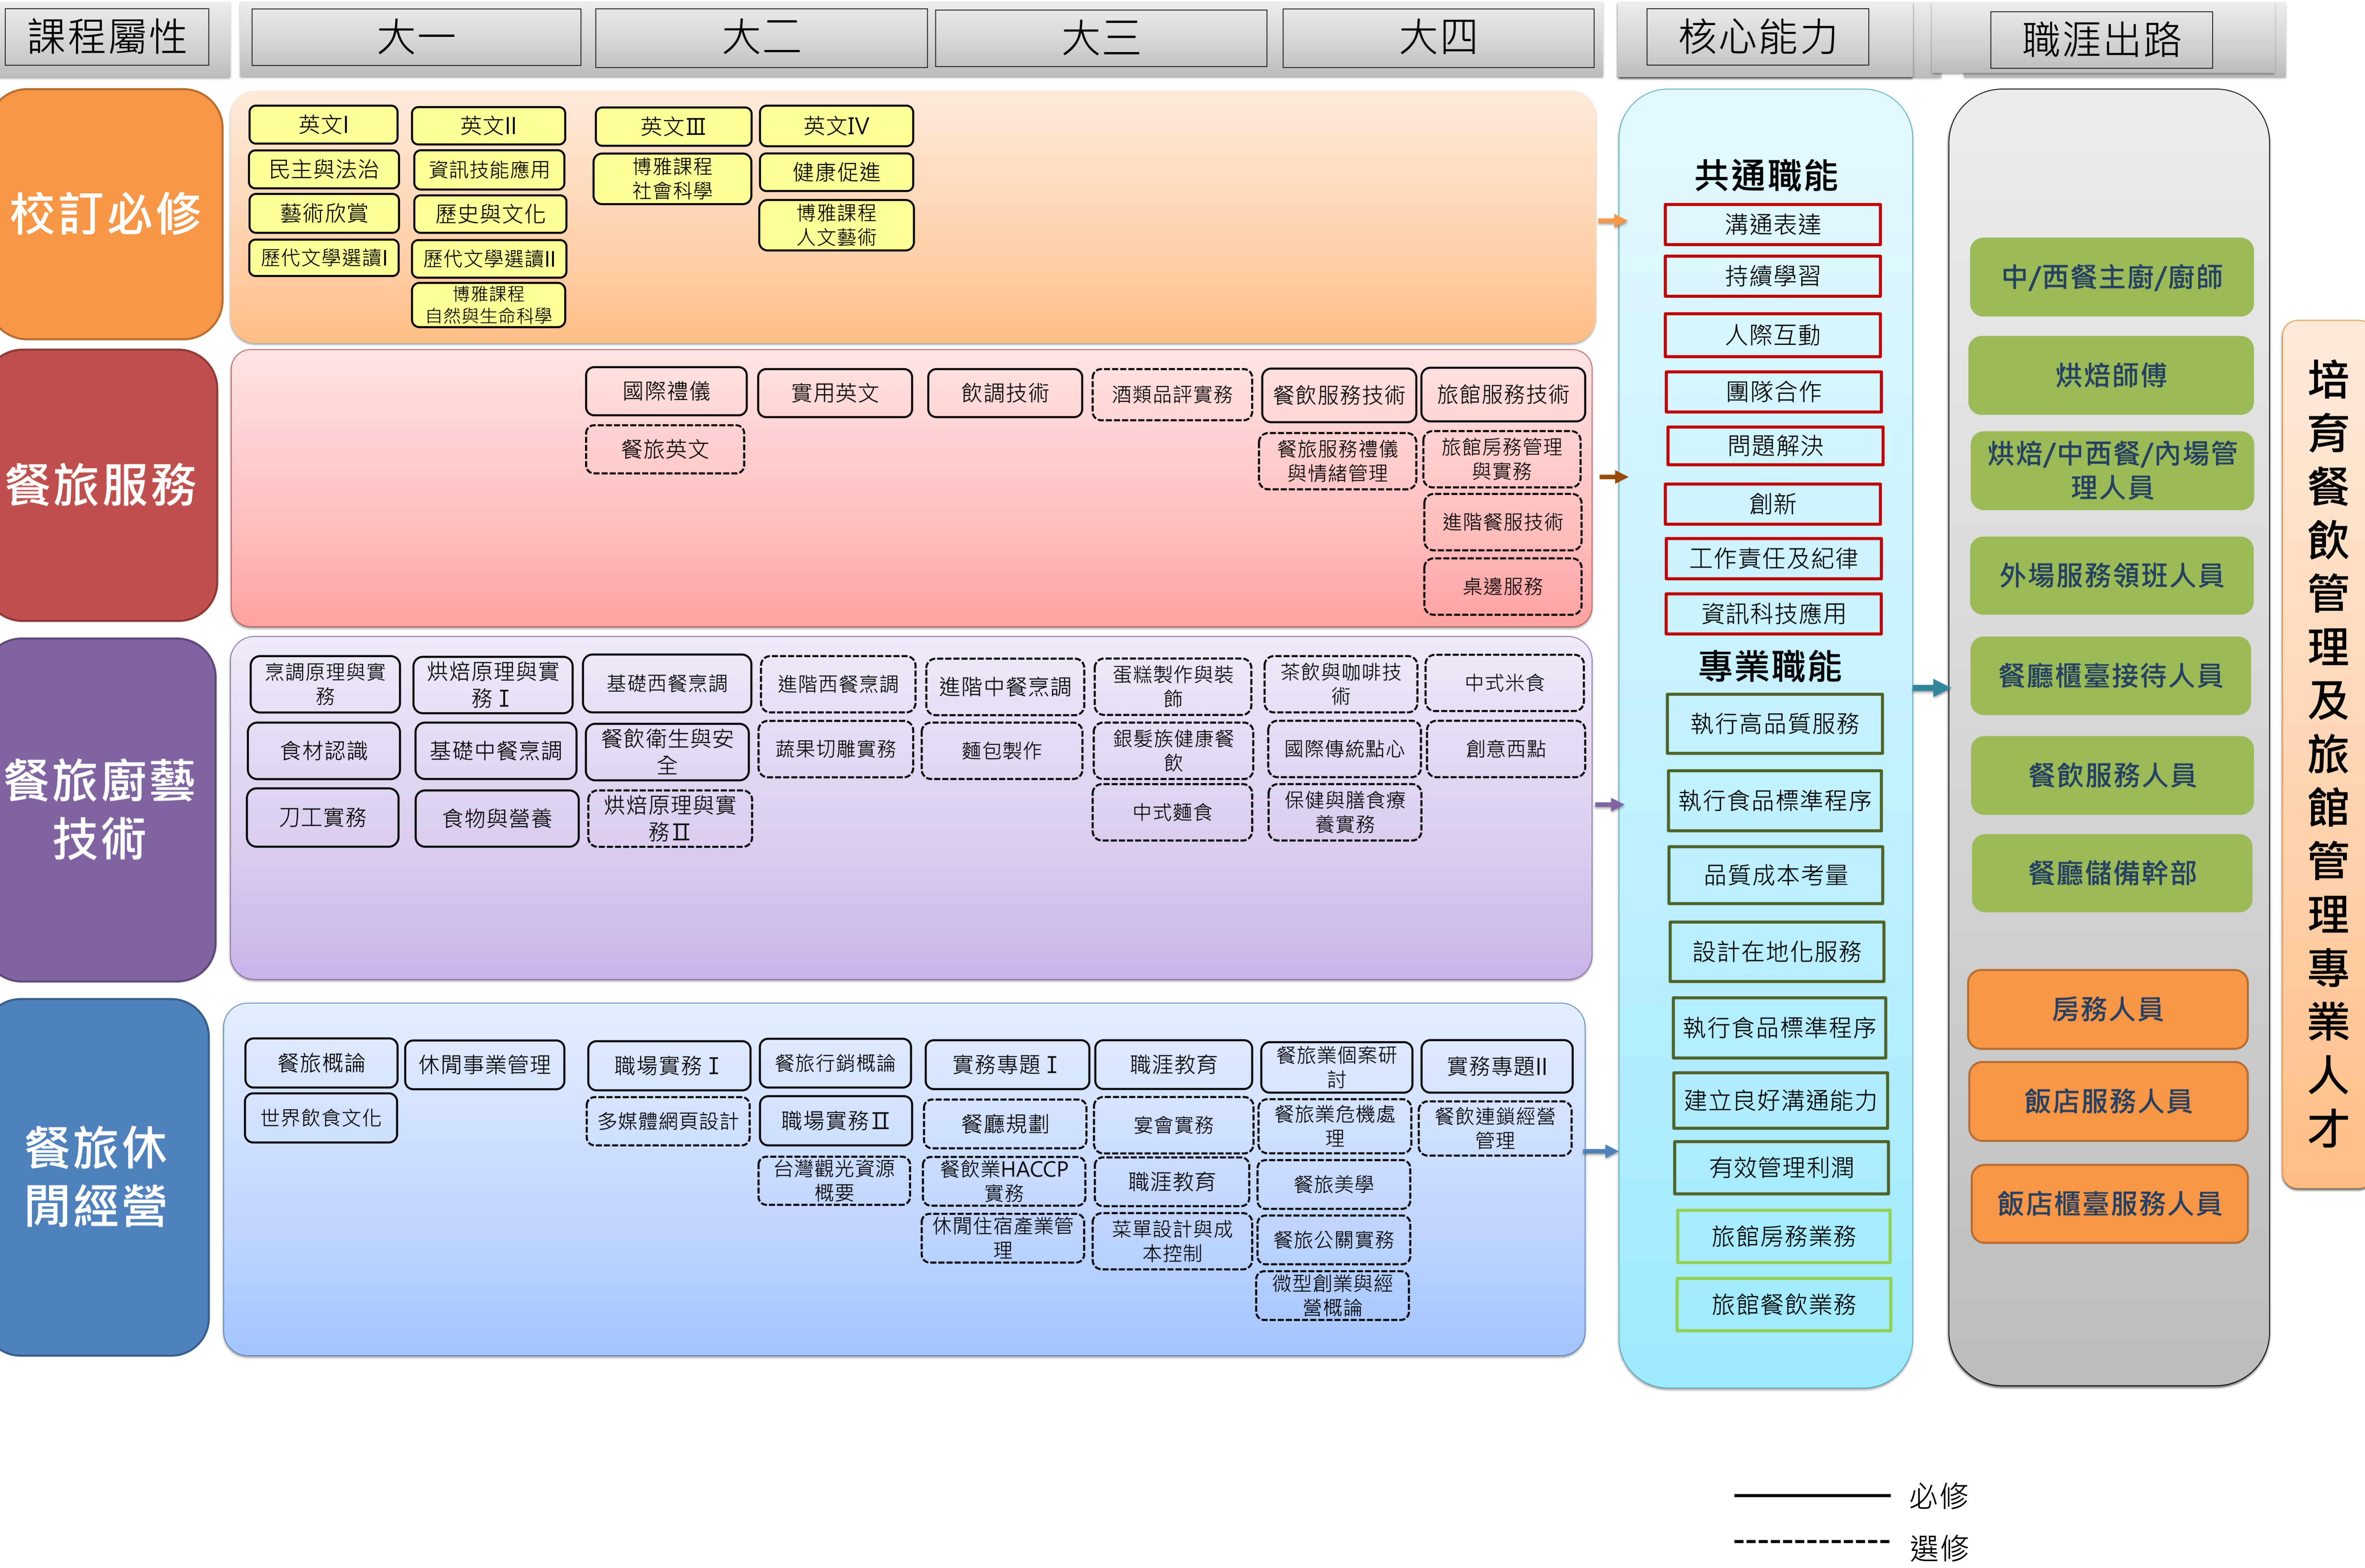 課程屬性
大一
大二
大三
大四
核心能力
職涯出路
校訂必修
英文I
英文II
英文Ⅲ
英文Ⅳ
民主與法治
資訊技能應用
博雅課程
社會科學
健康促進
藝術欣賞
歷史與文化
博雅課程
人文藝術
歷代文學選讀I
歷代文學選讀II
博雅課程
自然與生命科學
餐旅服務
國際禮儀
實用英文
飲調技術
酒類品評實務
餐飲服務技術
旅館服務技術
餐旅英文
餐旅服務禮儀
與情緒管理
旅館房務管理
與實務
進階餐服技術
桌邊服務
餐旅廚藝
技術
烹調原理與實
務
烘焙原理與實
務Ⅰ
基礎西餐烹調
進階西餐烹調
進階中餐烹調
蛋糕製作與裝
飾
茶飲與咖啡技
術
中式米食
食材認識
基礎中餐烹調
餐飲衛生與安
全
蔬果切雕實務
麵包製作
銀髮族健康餐
飲
國際傳統點心
創意西點
刀工實務
食物與營養
烘焙原理與實
務Ⅱ
中式麵食
保健與膳食療
養實務
餐旅休
閒經營
餐旅概論
休閒事業管理
職場實務Ⅰ
餐旅行銷概論
實務專題Ⅰ
職涯教育
餐旅業個案研
討
實務專題II
世界飲食文化
多媒體網頁設計
職場實務Ⅱ
餐廳規劃
宴會實務
餐旅業危機處
理
餐飲連鎖經營
管理
台灣觀光資源
概要
餐飲業HACCP
實務
職涯教育
餐旅美學
休閒住宿產業管
理
菜單設計與成
本控制
餐旅公關實務
微型創業與經
營概論
共通職能
溝通表達
持續學習
人際互動
團隊合作
問題解決
創新
工作責任及紀律
資訊科技應用
專業職能
執行高品質服務
執行食品標準程序
品質成本考量
設計在地化服務
執行食品標準程序
建立良好溝通能力
有效管理利潤
旅館房務業務
旅館餐飲業務
中/西餐主廚/廚師
烘焙師傅
烘焙/中西餐/內場管
理人員
外場服務領班人員
餐廳櫃臺接待人員
餐飲服務人員
餐廳儲備幹部
房務人員
飯店服務人員
飯店櫃臺服務人員
培育餐飲管理及旅館管理專業人才
必修
選修